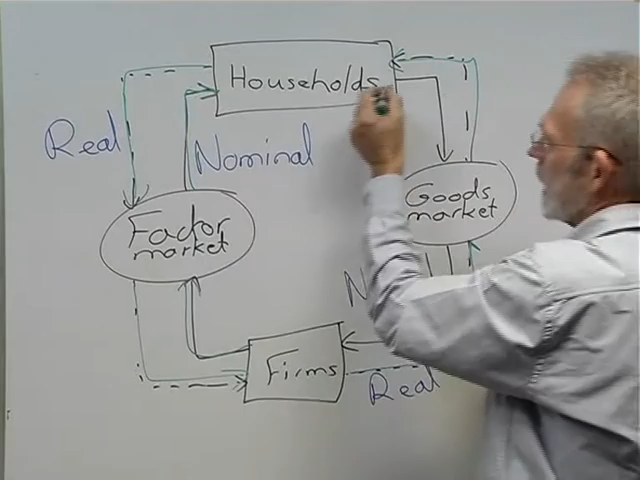 Households
Real
Nominal
Goods
market
Factor
market
N
Firms
Real